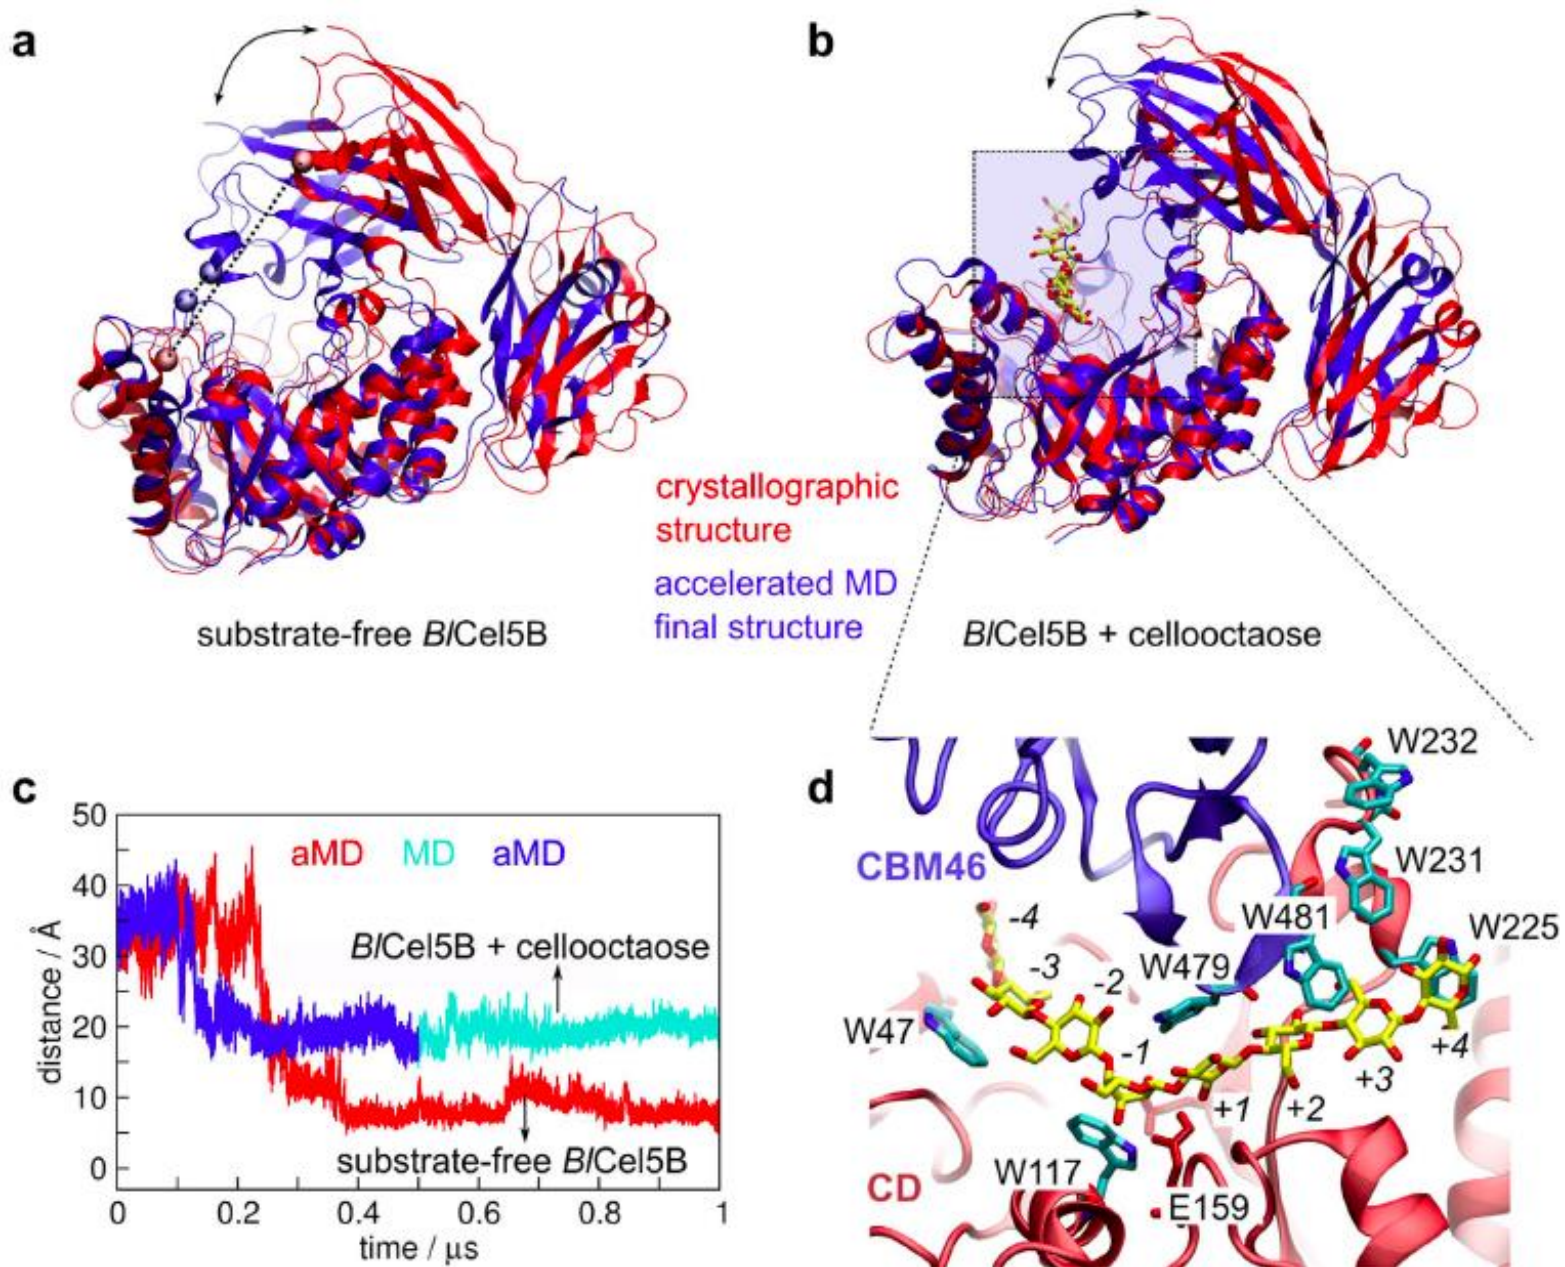 a
b
crystallographic
structure
accelerated MD
final structure
substrate-free BlCel5B
BlCel5B + cellooctaose
c
50
40
30
20
10
0
distance / Å
aMD MD aMD
BlCel5B + cellooctaose
substrate-free BlCel5B
0 0.2 0.4 0.6 0.8 1
time / μs
d
W232
CBM46
W231
-4
W481
W225
-3
-2
W479
W47
-1
+4
+3
+1
+2
W117
CD
E159